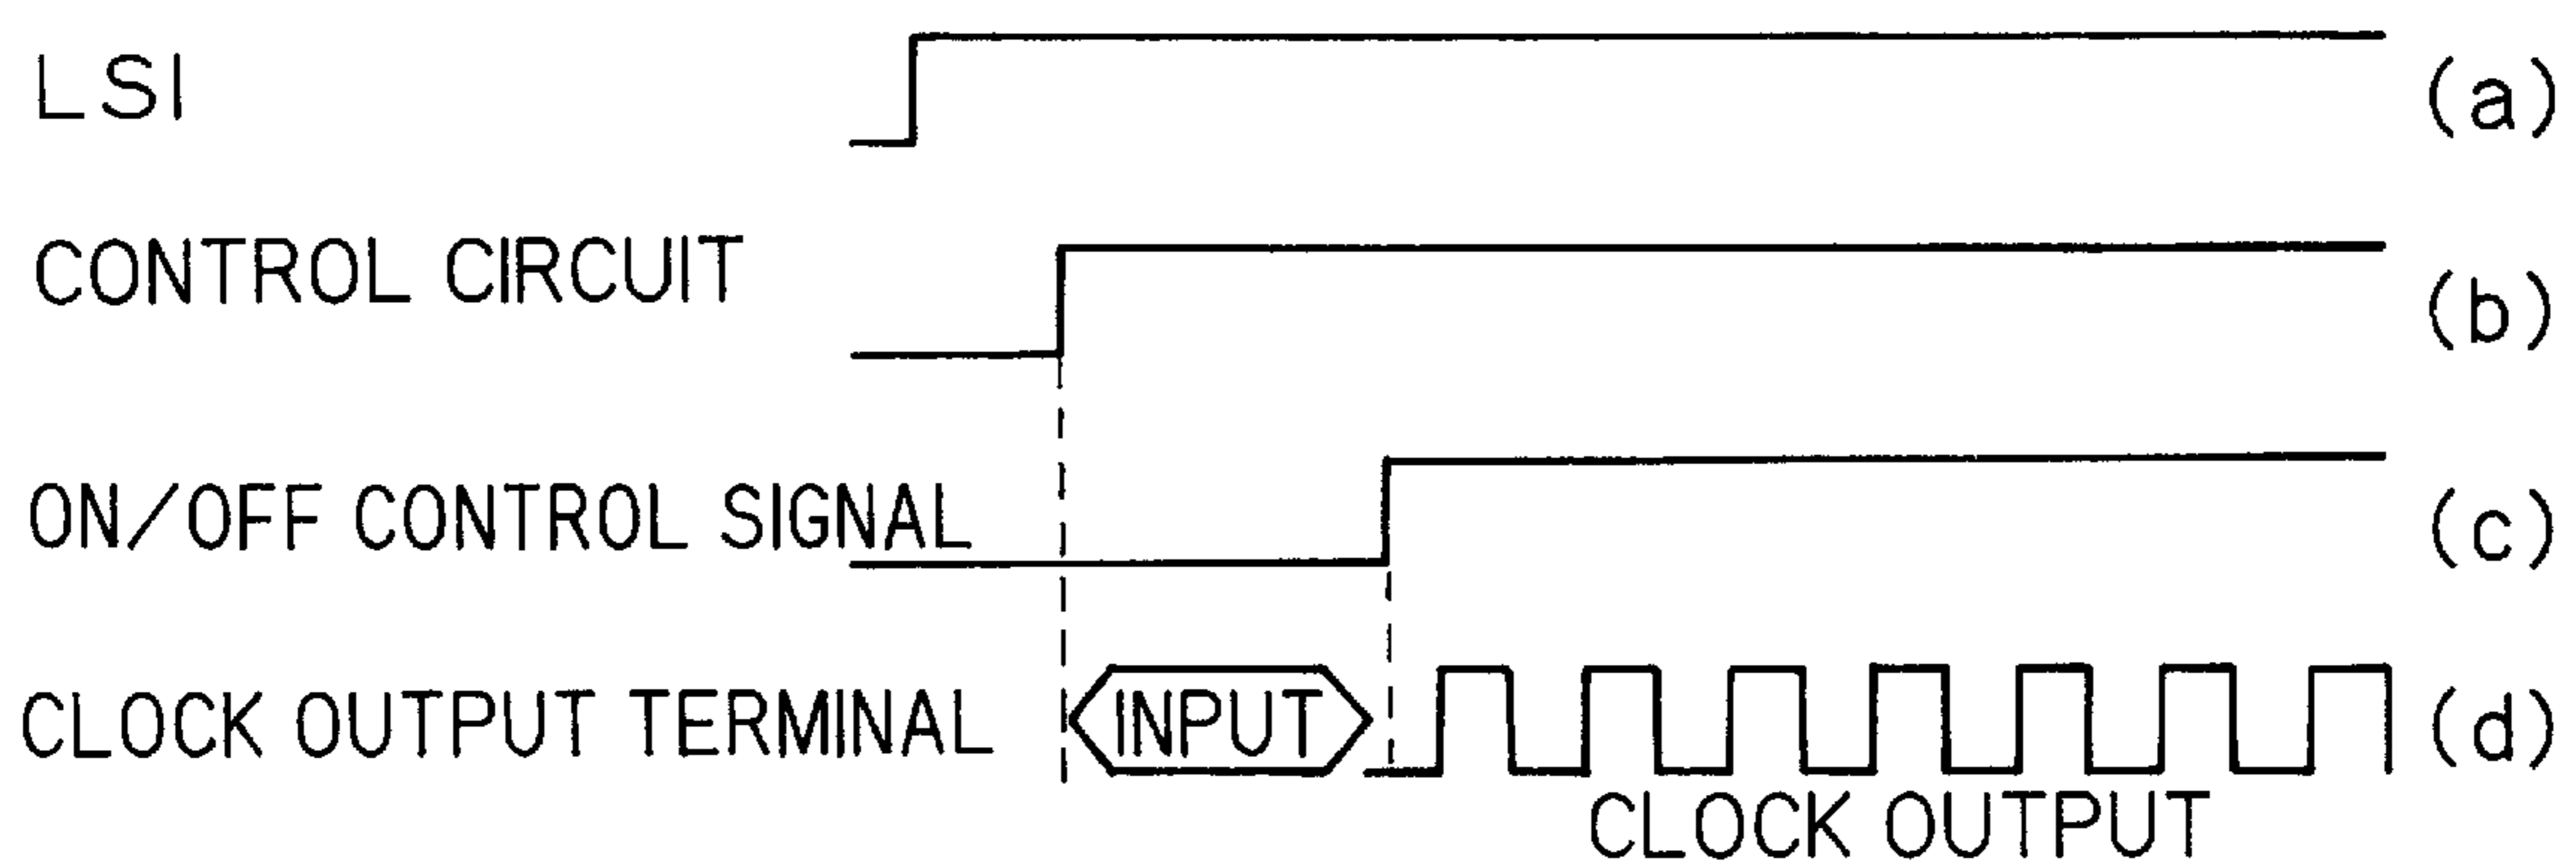 LSI (a)
CONTROL CIRCUIT (b)
ON/OFF CONTROL SIGNAL (c)
CLOCK OUTPUT TERMINAL INPUT (d)
CLOCK OUTPUT